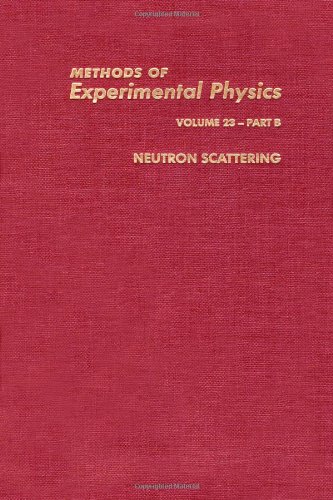 METHODS OF
Experimental Physics
VOLUME 23 – PART B
NEUTRON SCATTERING